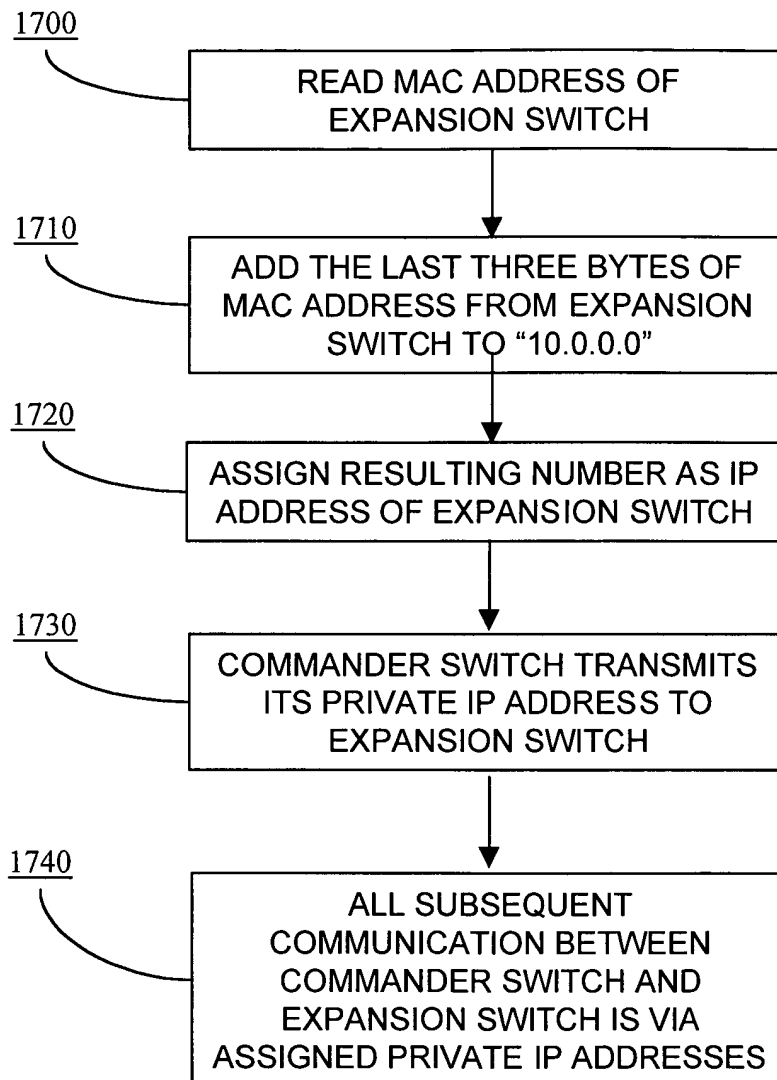 1700
READ MAC ADDRESS OF
EXPANSION SWITCH
1710
ADD THE LAST THREE BYTES OF
MAC ADDRESS FROM EXPANSION
SWITCH TO “10.0.0.0”
1720
ASSIGN RESULTING NUMBER AS IP
ADDRESS OF EXPANSION SWITCH
1730
COMMANDER SWITCH TRANSMITS
ITS PRIVATE IP ADDRESS TO
EXPANSION SWITCH
1740
ALL SUBSEQUENT
COMMUNICATION BETWEEN
COMMANDER SWITCH AND
EXPANSION SWITCH IS VIA
ASSIGNED PRIVATE IP ADDRESSES